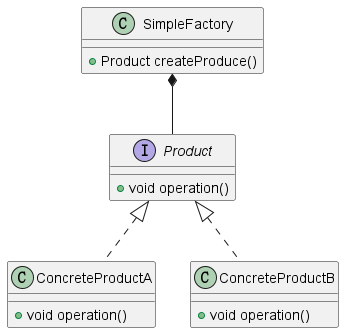 C SimpleFactory
Product createProduce()
I Product
void operation()
C ConcreteProductA
void operation()
C ConcreteProductB
void operation()